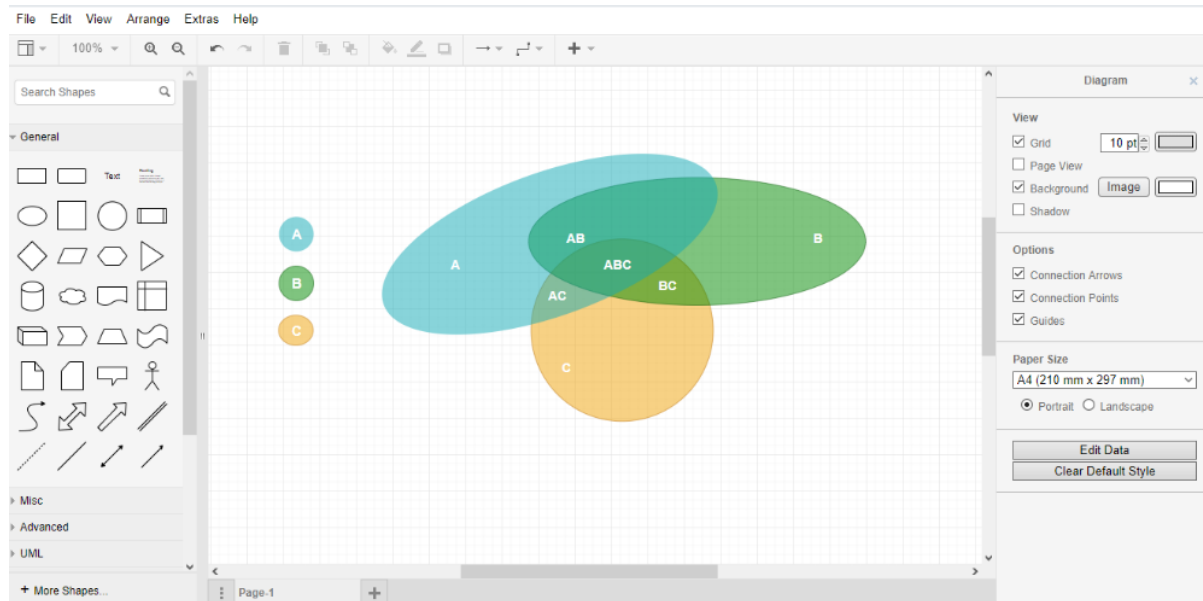 File Edit View Arrange Extras Help
100%
Search Shapes
General
Text
Misc
Advanced
UML
+ More Shapes...
A
B
C
A
AB
B
ABC
AC
BC
C
Page-1
Diagram
View
Grid 10 pt
Page View
Background Image
Shadow
Options
Connection Arrows
Connection Points
Guides
Paper Size
A4 (210 mm x 297 mm)
Portrait Landscape
Edit Data
Clear Default Style